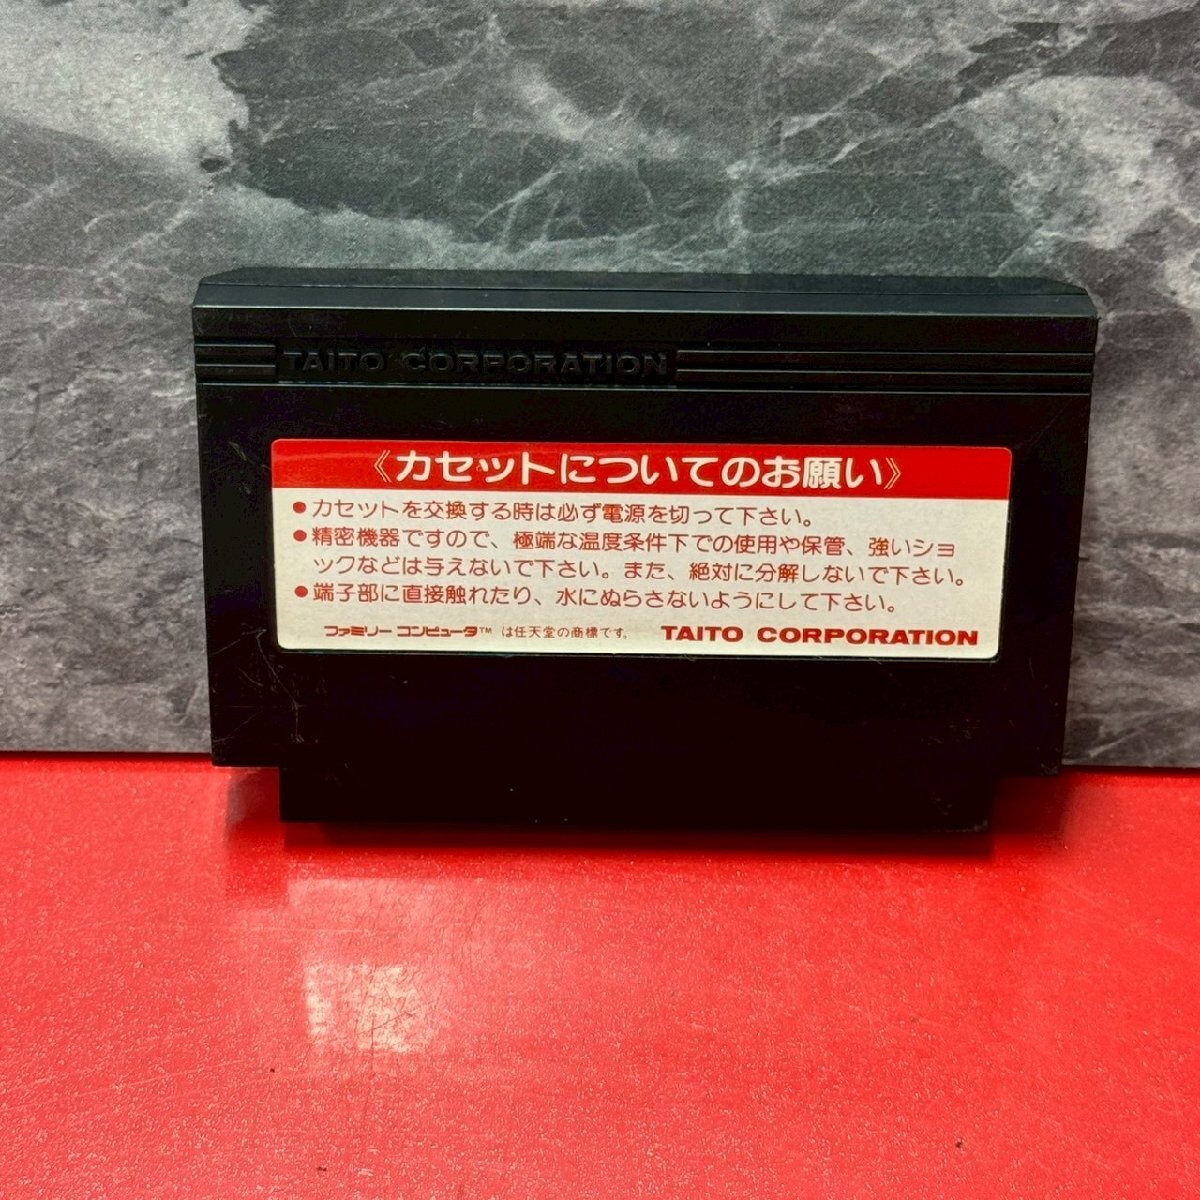 TAITO CORPORATION
《カセットについてのお願い》
●カセットを交換する時は必ず電源を切って下さい。
●精密機器ですので、極端な温度条件下での使用や保管、強いショ
ックなどは与えないで下さい。また、絶対に分解しないで下さい。
●端子部に直接触れたり、水にぬらさないようにして下さい。
ファミリーコンピュータ™ は任天堂の商標です。 TAITO CORPORATION